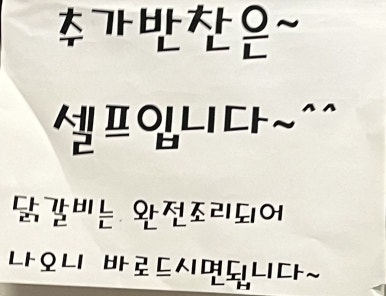 추가반찬은~
셀프입니다~^^
닭갈비는 완전조리되어
나오니 바로드시면됩니다~